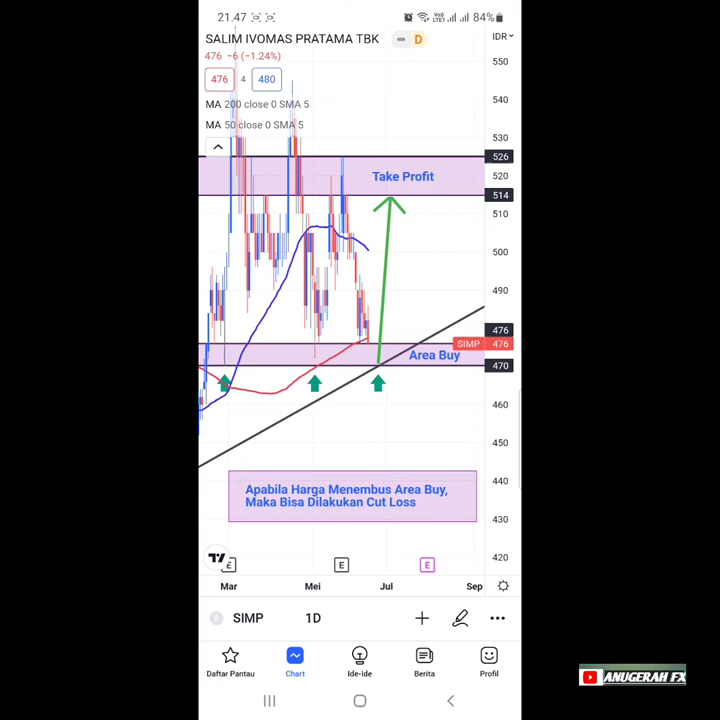 21.47
84%
SALIM IVOMAS PRATAMA TBK
D
IDR
476 −6 (−1.24%)
476 4 480
MA 200 close 0 SMA 5
MA 50 close 0 SMA 5
550
540
530
526
520
514
510
500
490
476
SIMP 476
470
460
450
440
430
420
Take Profit
Area Buy
Apabila Harga Menembus Area Buy,
Maka Bisa Dilakukan Cut Loss
E E E
Mar Mei Jul Sep
SIMP 1D
Daftar Pantau Chart Ide-Ide Berita Profil
ANUGERAH FX